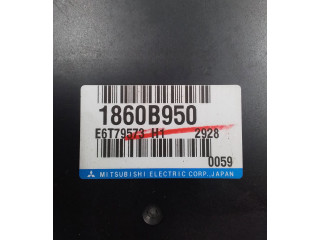 1860B950
E6T79573 H1 2928
0059
MITSUBISHI ELECTRIC CORP. JAPAN